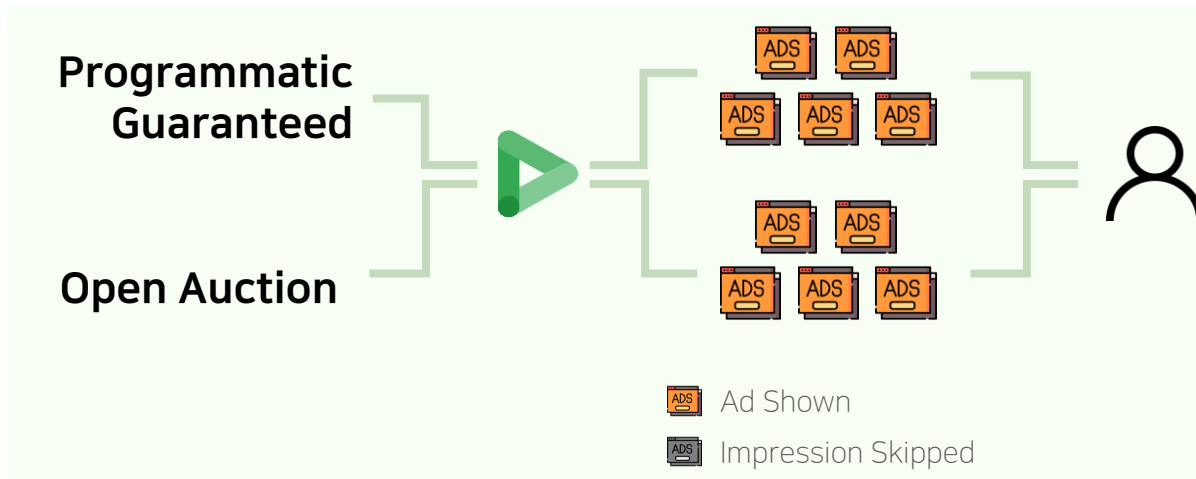 Programmatic
Guaranteed
ADS ADS
ADS ADS ADS
Open Auction
ADS ADS
ADS ADS ADS
ADS Ad Shown
ADS Impression Skipped